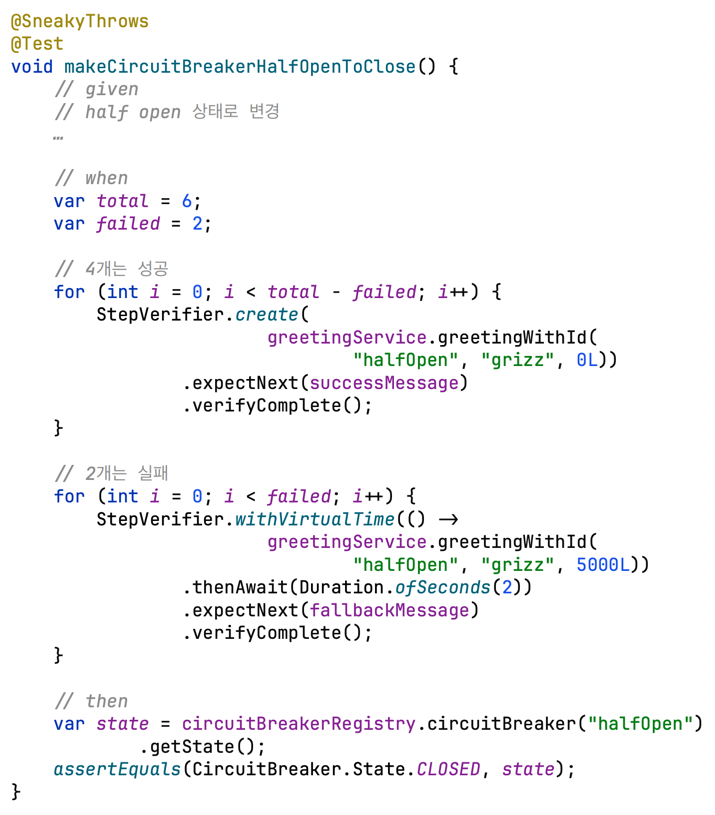 @SneakyThrows
@Test
void makeCircuitBreakerHalfOpenToClose() {
    // given
    // half open 상태로 변경
    …

    // when
    var total = 6;
    var failed = 2;

    // 4개는 성공
    for (int i = 0; i < total - failed; i++) {
        StepVerifier.create(
                        greetingService.greetingWithId(
                                "halfOpen", "grizz", 0L))
                .expectNext(successMessage)
                .verifyComplete();
    }

    // 2개는 실패
    for (int i = 0; i < failed; i++) {
        StepVerifier.withVirtualTime(() ->
                        greetingService.greetingWithId(
                                "halfOpen", "grizz", 5000L))
                .thenAwait(Duration.ofSeconds(2))
                .expectNext(fallbackMessage)
                .verifyComplete();
    }

    // then
    var state = circuitBreakerRegistry.circuitBreaker("halfOpen")
            .getState();
    assertEquals(CircuitBreaker.State.CLOSED, state);
}